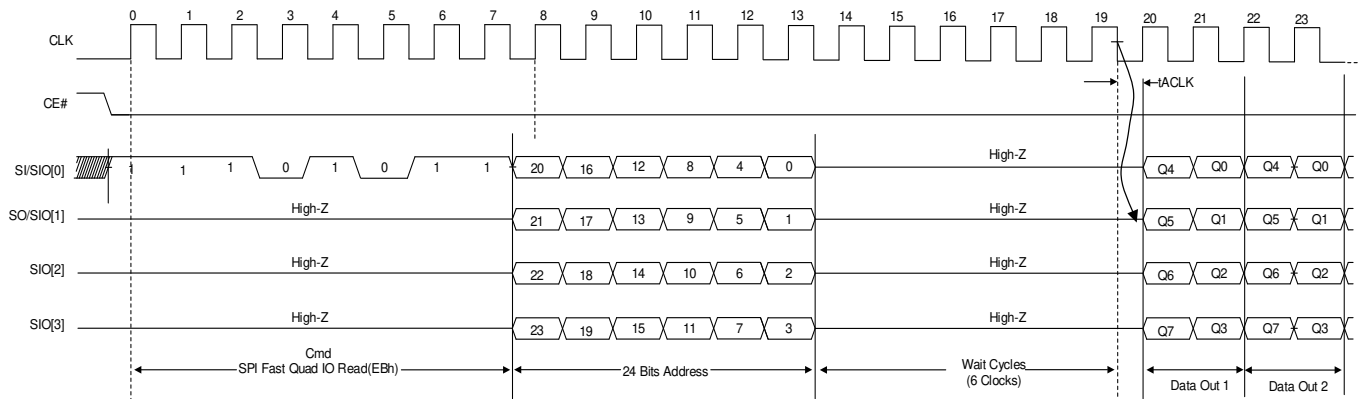 0 1 2 3 4 5 6 7 8 9 10 11 12 13 14 15 16 17 18 19 20 21 22 23
CLK
tACLK
CE#
SI/SIO[0] 1 1 1 0 1 0 1 1 20 16 12 8 4 0 High-Z Q4 Q0 Q4 Q0
SO/SIO[1] High-Z 21 17 13 9 5 1 High-Z Q5 Q1 Q5 Q1
SIO[2] High-Z 22 18 14 10 6 2 High-Z Q6 Q2 Q6 Q2
SIO[3] High-Z 23 19 15 11 7 3 High-Z Q7 Q3 Q7 Q3
Cmd
SPI Fast Quad IO Read(EBh)
24 Bits Address
Wait Cycles
(6 Clocks)
Data Out 1
Data Out 2